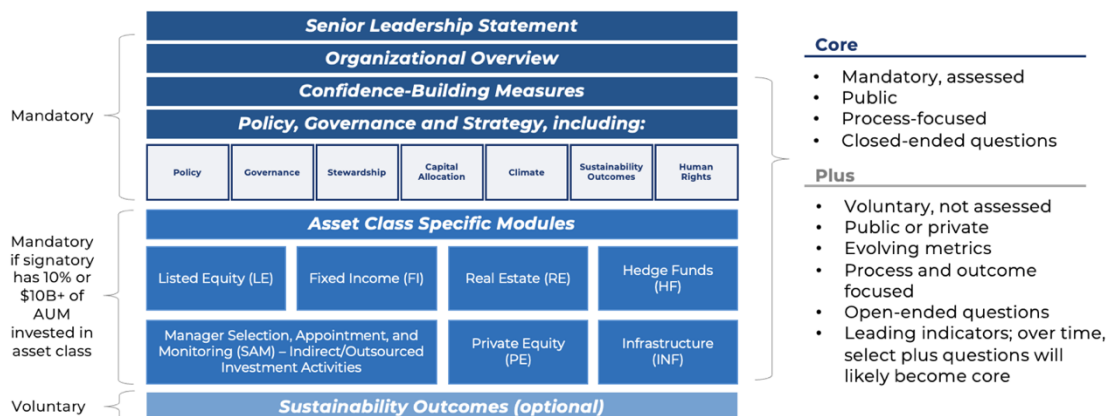 Senior Leadership Statement
Organizational Overview
Confidence-Building Measures
Policy, Governance and Strategy, including:
Policy
Governance
Stewardship
Capital
Allocation
Climate
Sustainability
Outcomes
Human
Rights
Mandatory
Asset Class Specific Modules
Listed Equity (LE)
Fixed Income (FI)
Real Estate (RE)
Hedge Funds
(HF)
Manager Selection, Appointment, and
Monitoring (SAM) – Indirect/Outsourced
Investment Activities
Private Equity
(PE)
Infrastructure
(INF)
Mandatory
if signatory
has 10% or
$10B+ of
AUM
invested in
asset class
Voluntary
Sustainability Outcomes (optional)
Core
• Mandatory, assessed
• Public
• Process-focused
• Closed-ended questions
Plus
• Voluntary, not assessed
• Public or private
• Evolving metrics
• Process and outcome
focused
• Open-ended questions
• Leading indicators; over time,
select plus questions will
likely become core